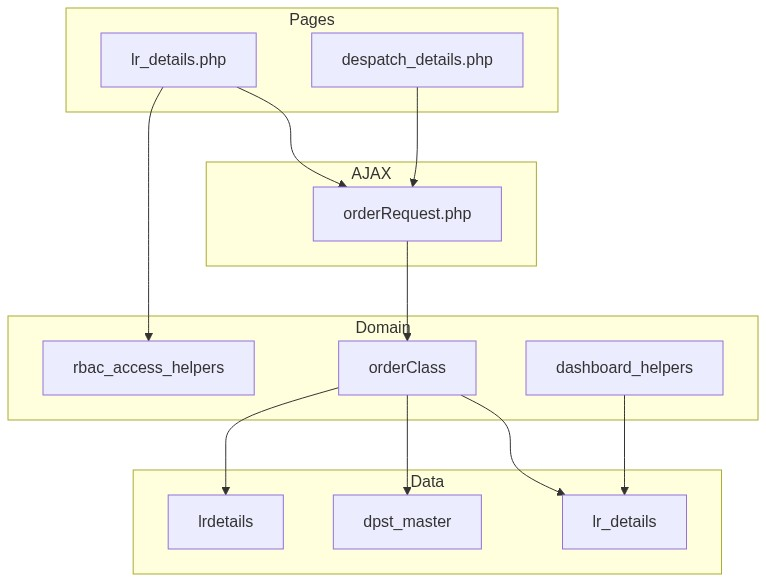 Pages
lr_details.php
despatch_details.php
AJAX
orderRequest.php
Domain
rbac_access_helpers
orderClass
dashboard_helpers
Data
lrdetails
dpst_master
lr_details